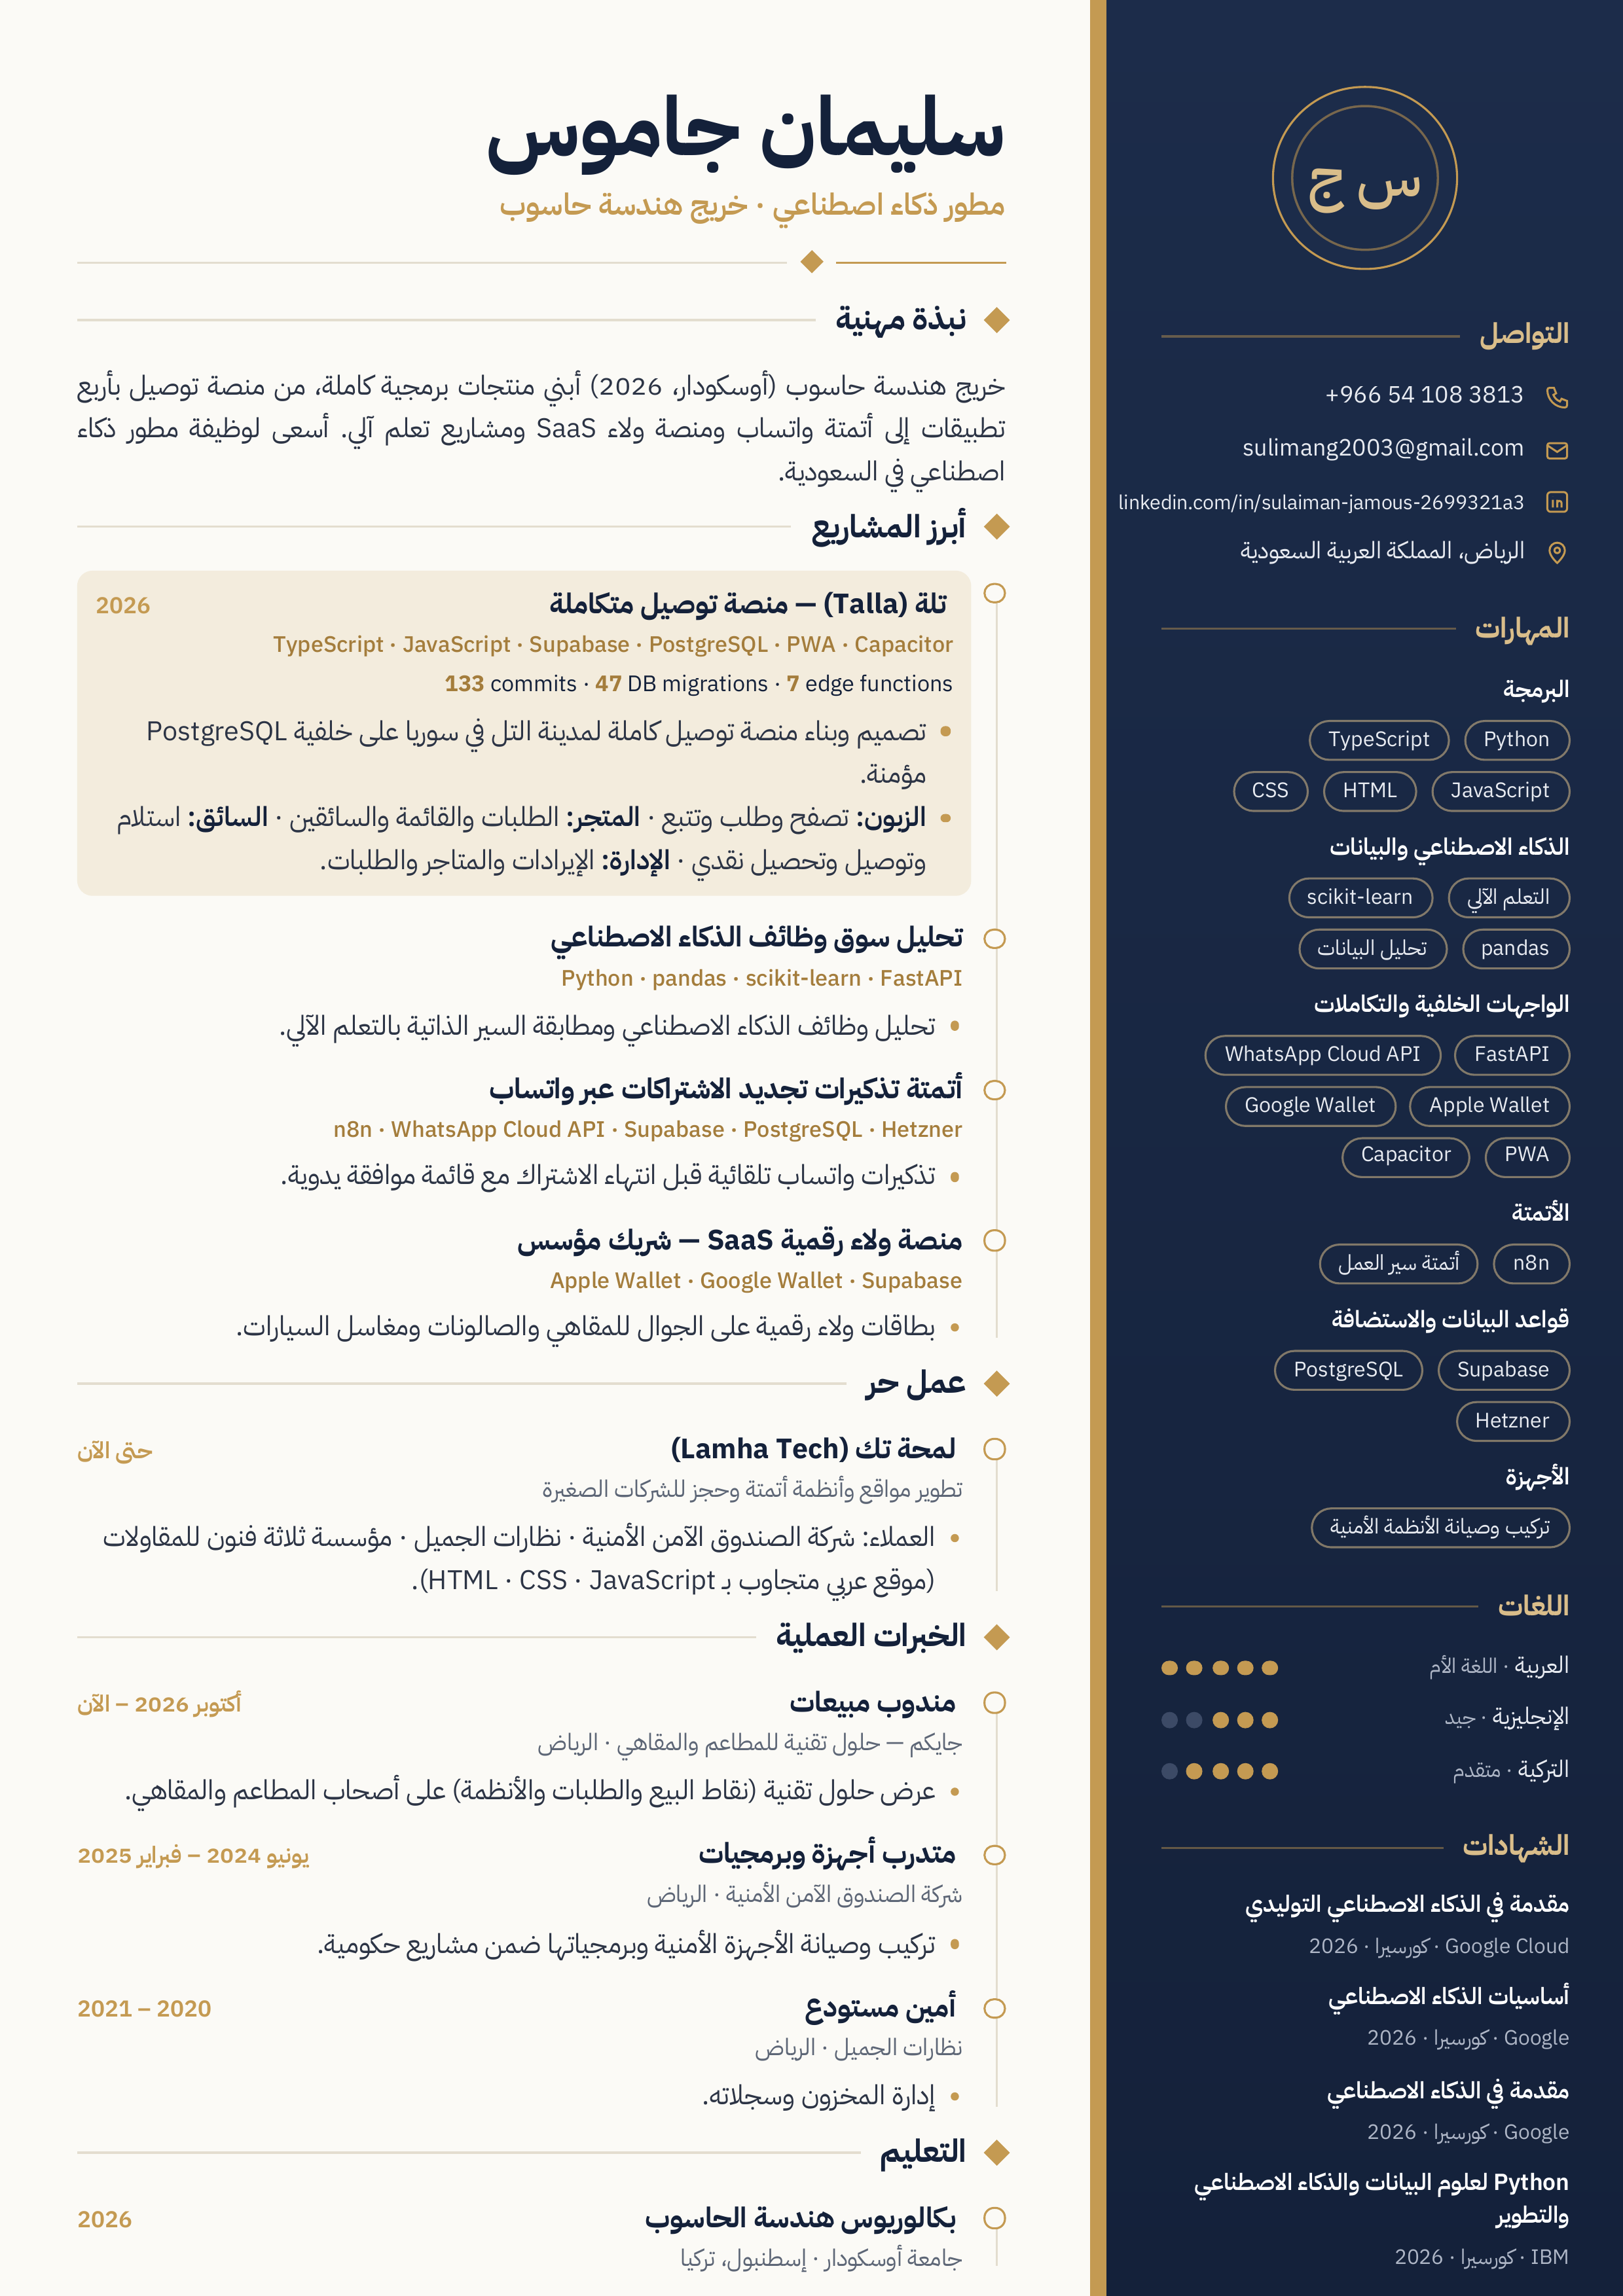 سليمان جاموس
مطور ذكاء اصطناعي · خريج هندسة حاسوب
نبذة مهنية
خريج هندسة حاسوب (أوسكودار، 2026) أبني منتجات برمجية كاملة، من منصة توصيل بأربع
تطبيقات إلى أتمتة واتساب ومنصة ولاء SaaS ومشاريع تعلم آلي. أسعى لوظيفة مطور ذكاء
اصطناعي في السعودية.
أبرز المشاريع
تلة (Talla) — منصة توصيل متكاملة 2026
TypeScript · JavaScript · Supabase · PostgreSQL · PWA · Capacitor
133 commits · 47 DB migrations · 7 edge functions
• تصميم وبناء منصة توصيل كاملة لمدينة التل في سوريا على خلفية PostgreSQL
مؤمنة.
• الزبون: تصفح وطلب وتتبع · المتجر: الطلبات والقائمة والسائقين · السائق: استلام
وتوصيل وتحصيل نقدي · الإدارة: الإيرادات والمتاجر والطلبات.
تحليل سوق وظائف الذكاء الاصطناعي
Python · pandas · scikit-learn · FastAPI
• تحليل وظائف الذكاء الاصطناعي ومطابقة السير الذاتية بالتعلم الآلي.
أتمتة تذكيرات تجديد الاشتراكات عبر واتساب
n8n · WhatsApp Cloud API · Supabase · PostgreSQL · Hetzner
• تذكيرات واتساب تلقائية قبل انتهاء الاشتراك مع قائمة موافقة يدوية.
منصة ولاء رقمية SaaS — شريك مؤسس
Apple Wallet · Google Wallet · Supabase
• بطاقات ولاء رقمية على الجوال للمقاهي والصالونات ومغاسل السيارات.
عمل حر
لمحة تك (Lamha Tech) حتى الآن
تطوير مواقع وأنظمة أتمتة وحجز للشركات الصغيرة
• العملاء: شركة الصندوق الآمن الأمنية · نظارات الجميل · مؤسسة ثلاثة فنون للمقاولات
(موقع عربي متجاوب بـ HTML · CSS · JavaScript).
الخبرات العملية
مندوب مبيعات أكتوبر 2026 – الآن
جايكم — حلول تقنية للمطاعم والمقاهي · الرياض
• عرض حلول تقنية (نقاط البيع والطلبات والأنظمة) على أصحاب المطاعم والمقاهي.
متدرب أجهزة وبرمجيات يونيو 2024 – فبراير 2025
شركة الصندوق الآمن الأمنية · الرياض
• تركيب وصيانة الأجهزة الأمنية وبرمجياتها ضمن مشاريع حكومية.
أمين مستودع 2020 – 2021
نظارات الجميل · الرياض
• إدارة المخزون وسجلاته.
التعليم
بكالوريوس هندسة الحاسوب 2026
جامعة أوسكودار · إسطنبول، تركيا
س ج
التواصل
+966 54 108 3813
sulimang2003@gmail.com
linkedin.com/in/sulaiman-jamous-2699321a3
الرياض، المملكة العربية السعودية
المهارات
البرمجة
Python TypeScript
JavaScript HTML CSS
الذكاء الاصطناعي والبيانات
التعلم الآلي scikit-learn
pandas تحليل البيانات
الواجهات الخلفية والتكاملات
FastAPI WhatsApp Cloud API
Apple Wallet Google Wallet
PWA Capacitor
الأتمتة
n8n أتمتة سير العمل
قواعد البيانات والاستضافة
Supabase PostgreSQL
Hetzner
الأجهزة
تركيب وصيانة الأنظمة الأمنية
اللغات
العربية · اللغة الأم
الإنجليزية · جيد
التركية · متقدم
الشهادات
مقدمة في الذكاء الاصطناعي التوليدي
Google Cloud · كورسيرا · 2026
أساسيات الذكاء الاصطناعي
Google · كورسيرا · 2026
مقدمة في الذكاء الاصطناعي
Google · كورسيرا · 2026
Python لعلوم البيانات والذكاء الاصطناعي
والتطوير
IBM · كورسيرا · 2026